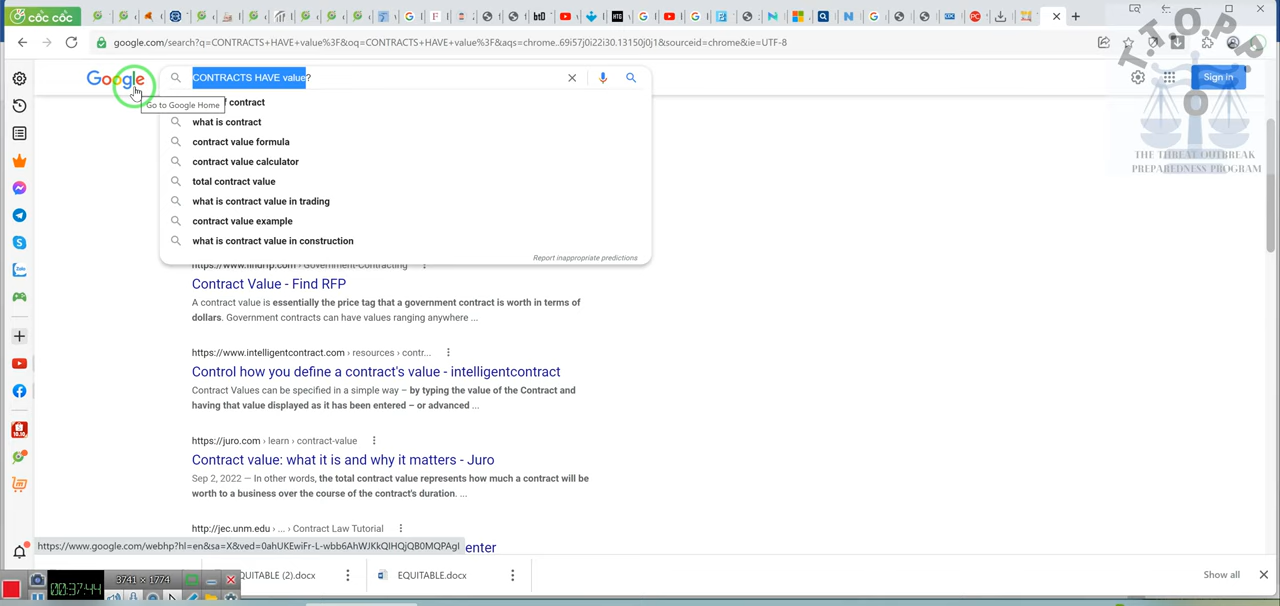 cốc cốc
google.com/search?q=CONTRACTS+HAVE+value%3F&oq=CONTRACTS+HAVE+value%3F&aqs=chrome..69i57j0i22i30.13150j0j1&sourceid=chrome&ie=UTF-8
T.T.O.P.P
Google
CONTRACTS HAVE value?
Sign in
Go to Google Home
f contract
what is contract
contract value formula
contract value calculator
total contract value
what is contract value in trading
contract value example
what is contract value in construction
Report inappropriate predictions
THE THREAT OUTBREAK
PREPAREDNESS PROGRAM
https://www.findrfp.com › Government-Contracting
Contract Value - Find RFP
A contract value is essentially the price tag that a government contract is worth in terms of
dollars. Government contracts can have values ranging anywhere ...
https://www.intelligentcontract.com › resources › contr...
Control how you define a contract's value - intelligentcontract
Contract Values can be specified in a simple way – by typing the value of the Contract and
having that value displayed as it has been entered – or advanced ...
https://juro.com › learn › contract-value
Contract value: what it is and why it matters - Juro
Sep 2, 2022 — In other words, the total contract value represents how much a contract will be
worth to a business over the course of the contract's duration. ...
http://jec.unm.edu › ... › Contract Law Tutorial
enter
https://www.google.com/webhp?hl=en&sa=X&ved=0ahUKEwiFr-L-wbb6AhWJKkQIHQjQB0MQPAgI
QUITABLE (2).docx
EQUITABLE.docx
Show all
00:37:44
3741 × 1774